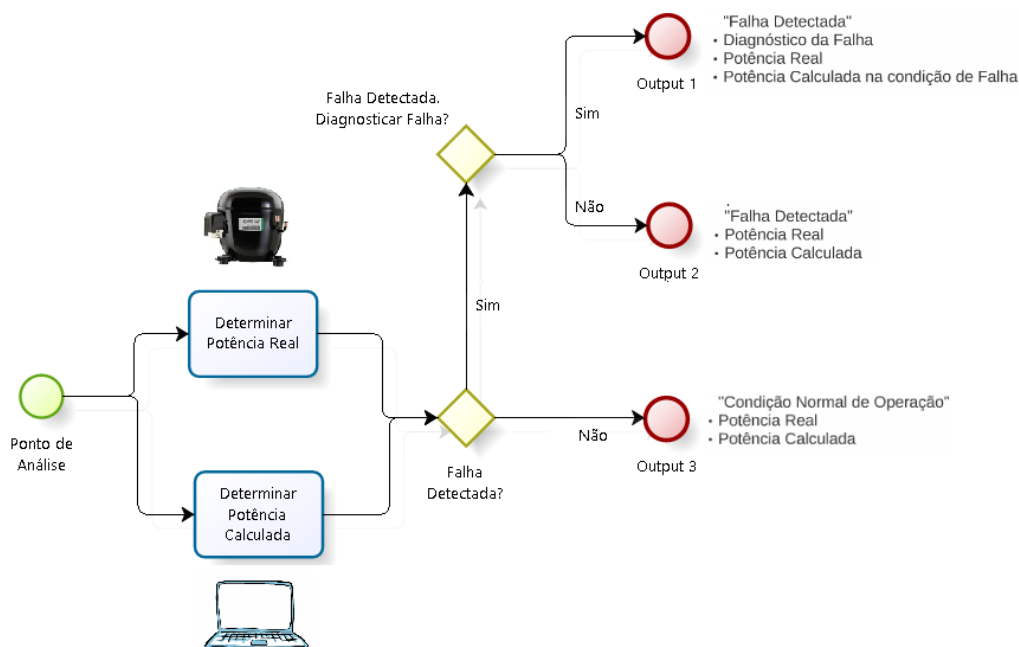 "Falha Detectada"
• Diagnóstico da Falha
• Potência Real
• Potência Calculada na condição de Falha
Output 1
Falha Detectada.
Diagnosticar Falha?
Sim
Não
"Falha Detectada"
• Potência Real
• Potência Calculada
Output 2
Sim
Determinar
Potência Real
Ponto de
Análise
Determinar
Potência
Calculada
Falha
Detectada?
Não
"Condição Normal de Operação"
• Potência Real
• Potência Calculada
Output 3